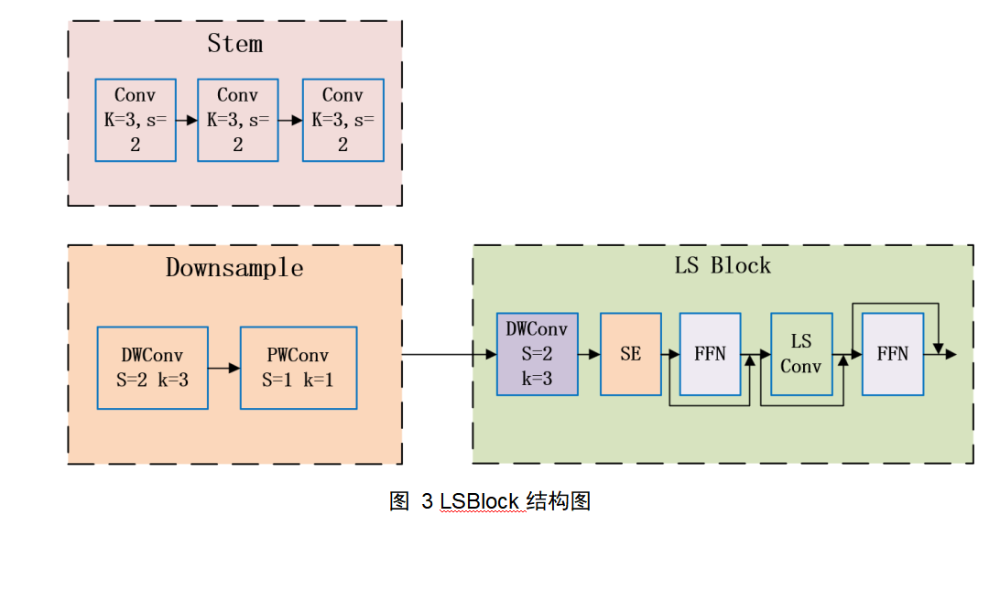 Stem
Conv
K=3,s=
2
Conv
K=3,s=
2
Conv
K=3,s=
2
Downsample
DWConv
S=2 k=3
PWConv
S=1 k=1
LS Block
DWConv
S=2
k=3
SE
FFN
LS
Conv
FFN
图 3 LSBlock 结构图